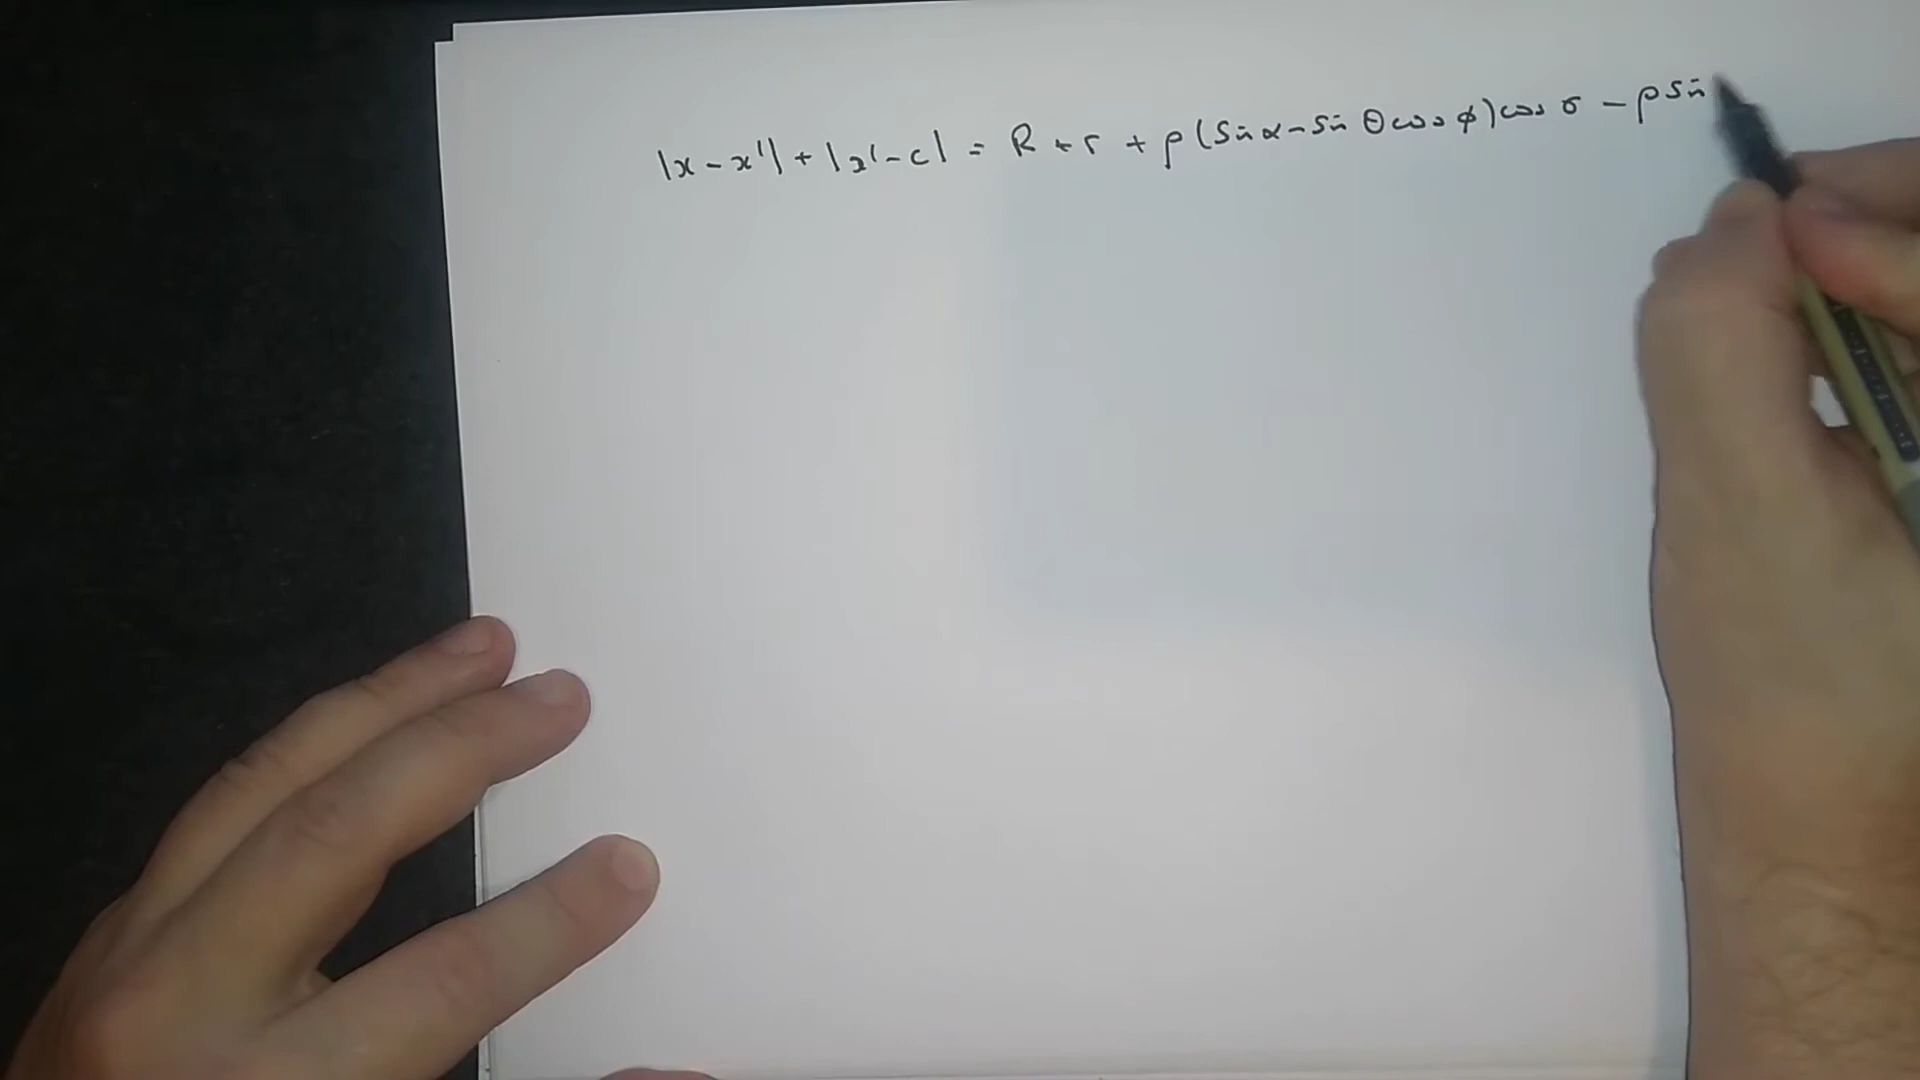 |x - x'| + |x' - c| = R + r + ρ(sin α - sin θ cos φ) cos σ - ρ sin